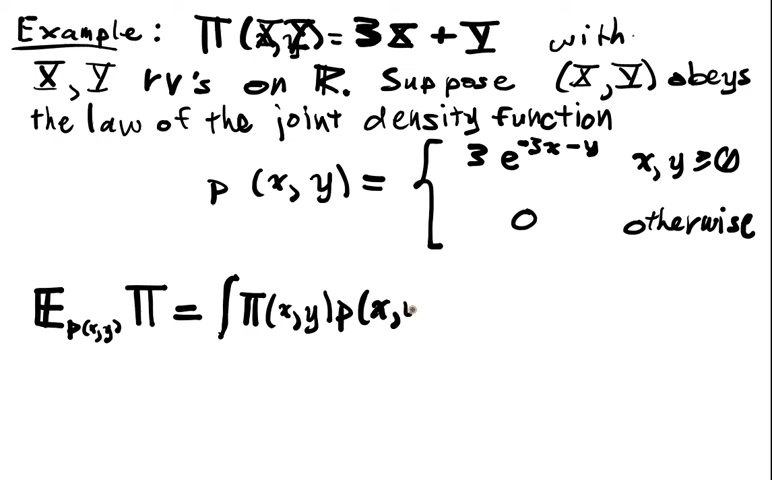 Example: Π(X,Y) = 3X + Y with
X, Y rv's on ℝ. Suppose (X, Y) obeys
the law of the joint density function
p(x, y) = { 3 e^{-3x-y} x, y ≥ 0
0 otherwise
𝔼_{p(x,y)} Π = ∫ Π(x,y) p(x,